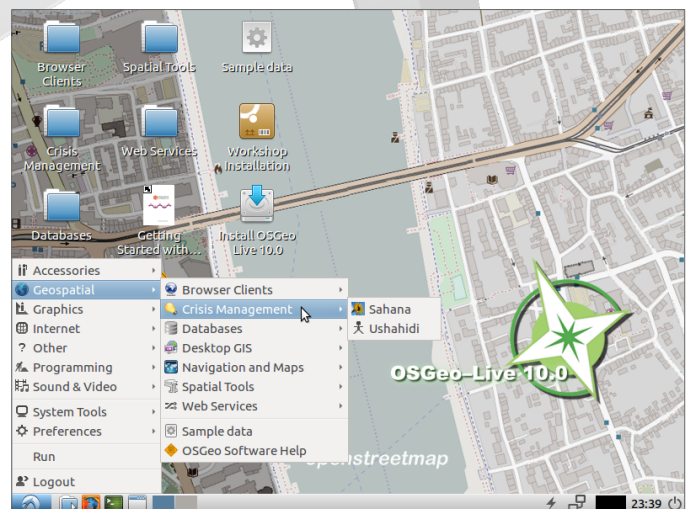 Browser
Clients
Spatial Tools
Sample data
Crisis
Management
Web Services
Workshop
Installation
Databases
Getting
Started with...
Install OSGeo
Live 10.0
Accessories
Geospatial
Graphics
Internet
Other
Programming
Sound & Video
System Tools
Preferences
Run
Logout
Browser Clients
Crisis Management
Databases
Desktop GIS
Navigation and Maps
Spatial Tools
Web Services
Sample data
OSGeo Software Help
Sahana
Ushahidi
OSGeo-Live 10.0
openstreetmap
23:39